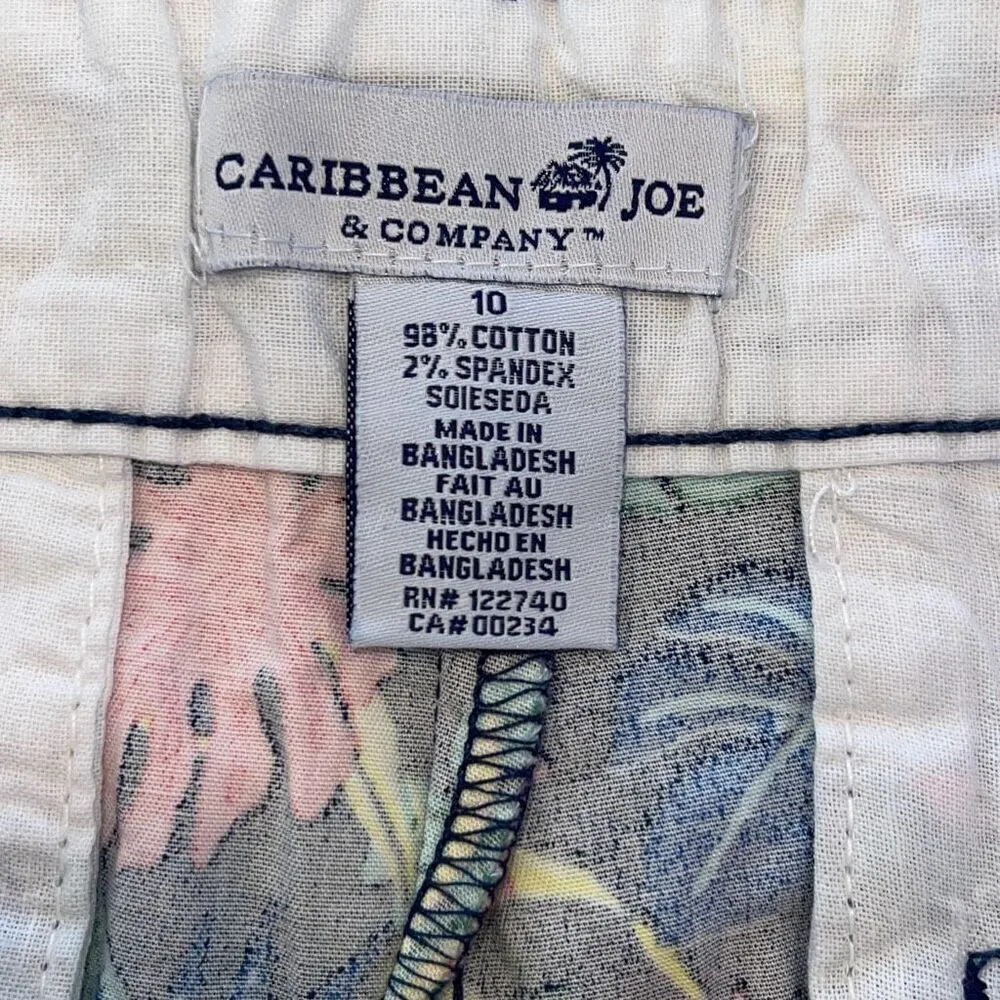 CARIBBEAN JOE
& COMPANY™
10
98% COTTON
2% SPANDEX
SOIESEDA
MADE IN
BANGLADESH
FAIT AU
BANGLADESH
HECHO EN
BANGLADESH
RN# 122740
CA# 00234